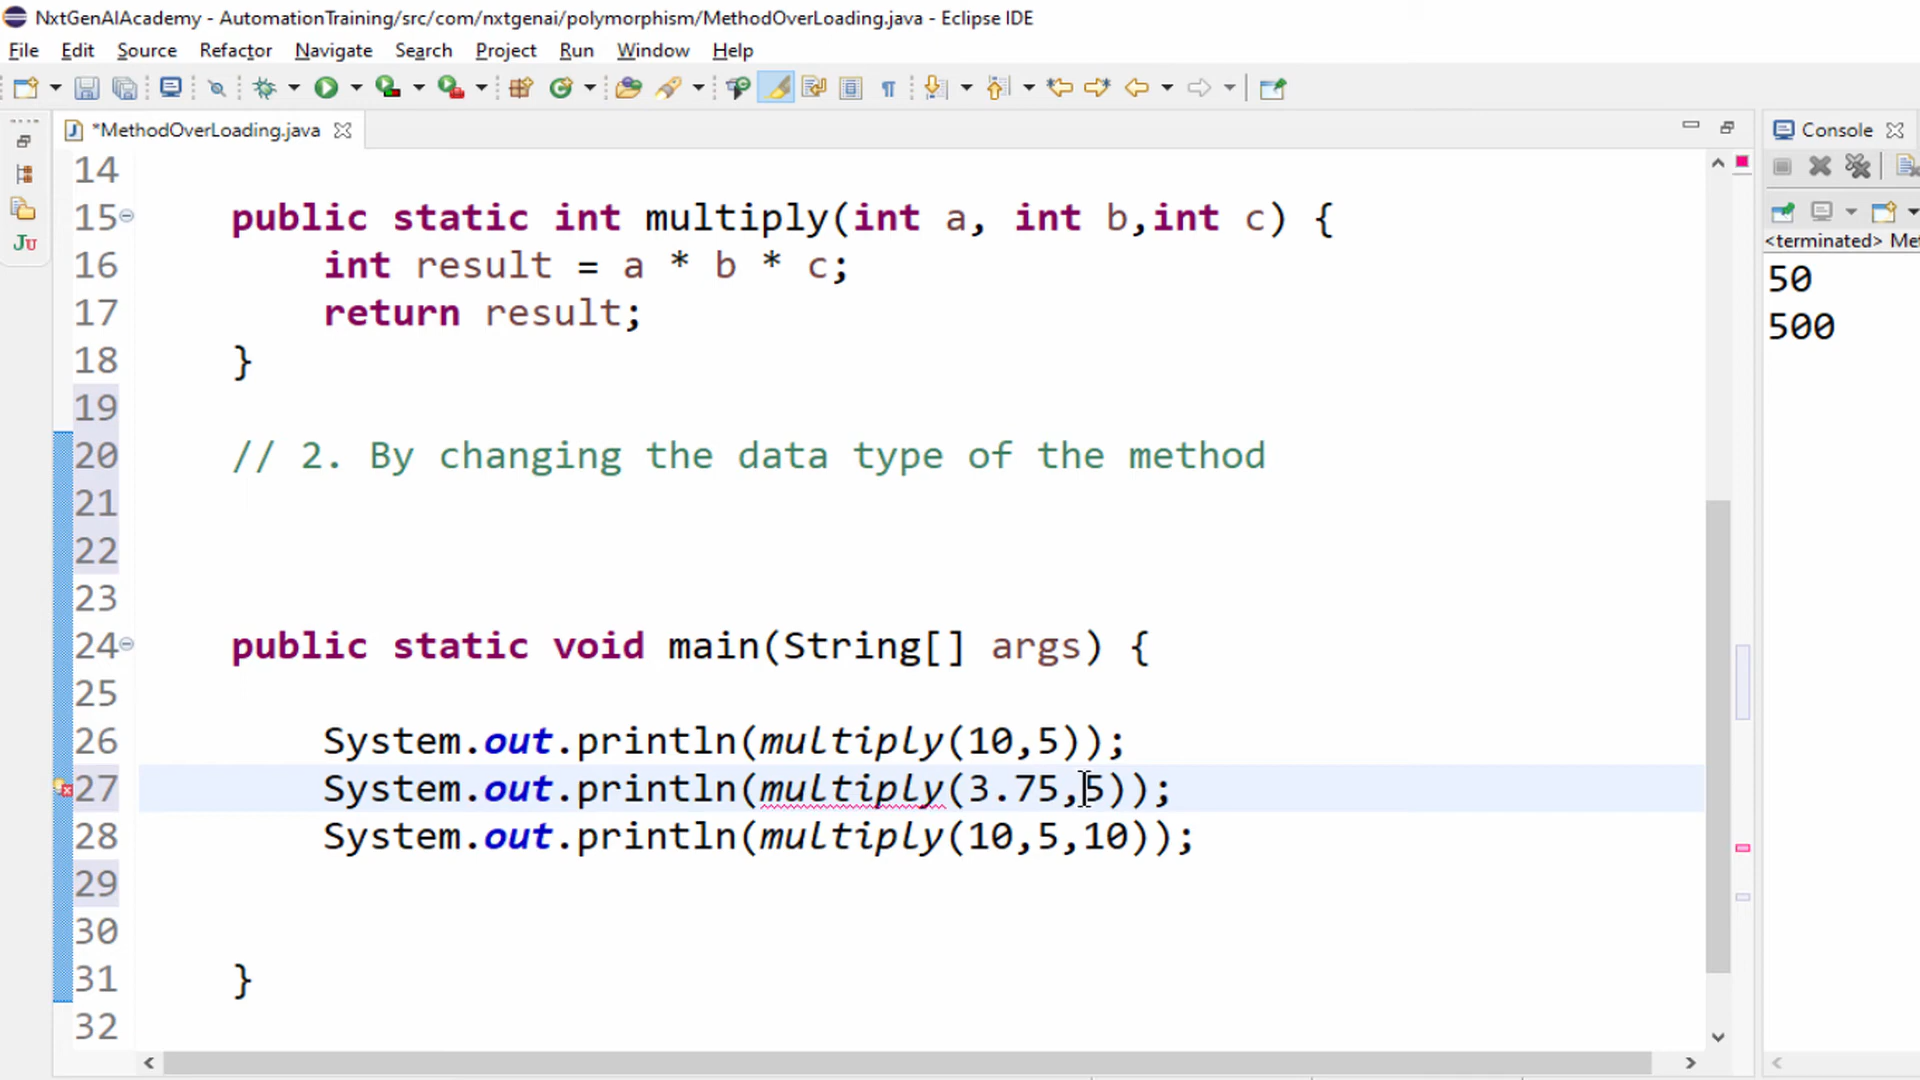 NxtGenAIAcademy - AutomationTraining/src/com/nxtgenai/polymorphism/MethodOverLoading.java - Eclipse IDE
File Edit Source Refactor Navigate Search Project Run Window Help
*MethodOverLoading.java
Console
14
15 public static int multiply(int a, int b,int c) {
16 int result = a * b * c;
17 return result;
18 }
19
20 // 2. By changing the data type of the method
21
22
23
24 public static void main(String[] args) {
25
26 System.out.println(multiply(10,5));
27 System.out.println(multiply(3.75,5));
28 System.out.println(multiply(10,5,10));
29
30
31 }
32
Ju
<terminated> Met
50
500